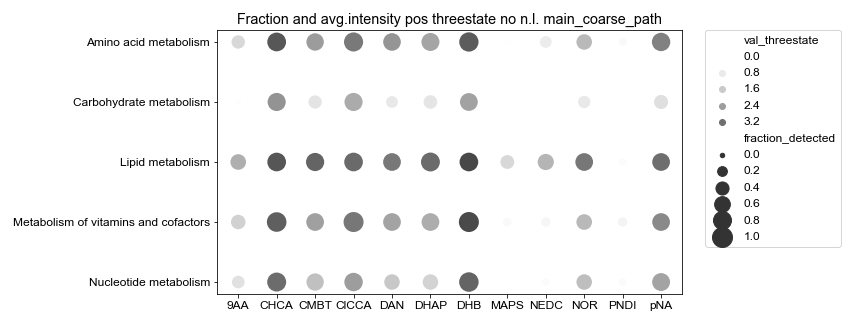 Fraction and avg.intensity pos threestate no n.l. main_coarse_path
Amino acid metabolism
Carbohydrate metabolism
Lipid metabolism
Metabolism of vitamins and cofactors
Nucleotide metabolism
9AA CHCA CMBT ClCCA DAN DHAP DHB MAPS NEDC NOR PNDI pNA
val_threestate
0.0
0.8
1.6
2.4
3.2
fraction_detected
0.0
0.2
0.4
0.6
0.8
1.0